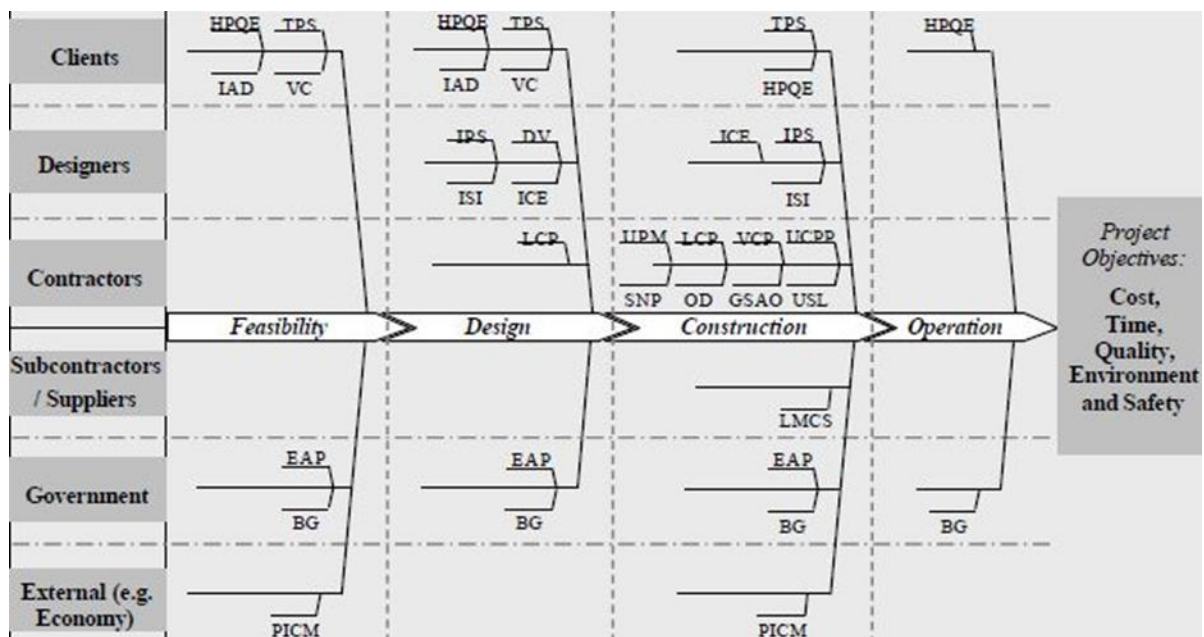 HPQE TPS HPQE TPS TPS HPQE
Clients
IAD VC IAD VC HPQE
IPS DV ICE IPS
Designers
ISI ICE ISI
LCP UPM LCP VCP UCPP
Contractors
SNP OD GSAO USL
Project
Objectives:
Cost,
Time,
Quality,
Environment
and Safety
Feasibility Design Construction Operation
Subcontractors
/ Suppliers
LMCS
EAP EAP EAP
Government
BG BG BG BG
External (e.g.
Economy)
PICM PICM